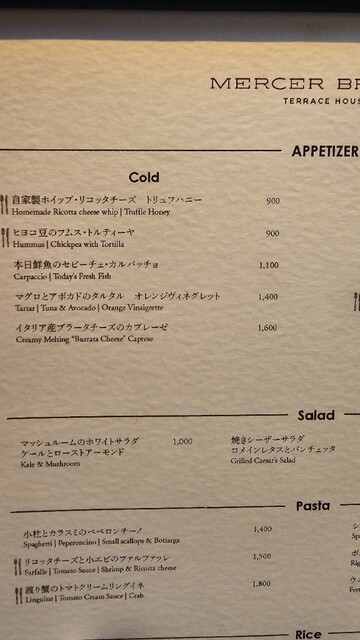 MERCER
TERRACE
APPETIZER
Cold
自家製ホイップ・リコッタチーズ　トリュフハニー 900
Homemade Ricotta cheese whip | Truffle Honey
ヒヨコ豆のフムス・トルティーヤ 900
Hummus | Chickpea with Tortilla
本日鮮魚のセビーチェ・カルパッチョ 1,100
Carpaccio | Today's Fresh Fish
マグロとアボカドのタルタル　オレンジヴィネグレット 1,400
Tartar | Tuna & Avocado | Orange Vinaigrette
イタリア産ブラータチーズのカプレーゼ 1,600
Creamy Melting "Burrata Cheese" Caprese
Salad
マッシュルームのホワイトサラダ 1,000
ケールとローストアーモンド
Kale & Mushroom
焼きシーザーサラダ
ロメインレタスとパンチェッタ
Grilled Caesar's Salad
Pasta
小柱とカラスミのペペロンチーノ 1,400
Spaghetti | Peperoncino | Small scallops & Bottarga
リコッタチーズと小エビのファルファッレ 1,500
Farfalle | Tomato Sauce | Shrimp & Ricotta cheese
渡り蟹のトマトクリームリングイネ 1,800
Linguine | Tomato Cream Sauce | Crab
Rice